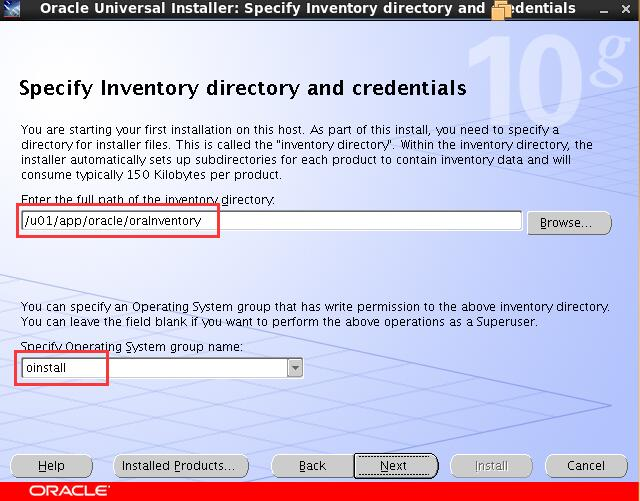 Oracle Universal Installer: Specify Inventory directory and edentials
10g
Specify Inventory directory and credentials
You are starting your first installation on this host. As part of this install, you need to specify a
directory for installer files. This is called the "inventory directory". Within the inventory directory, the
installer automatically sets up subdirectories for each product to contain inventory data and will
consume typically 150 Kilobytes per product.
Enter the full path of the inventory directory:
/u01/app/oracle/oraInventory
Browse...
You can specify an Operating System group that has write permission to the above inventory directory.
You can leave the field blank if you want to perform the above operations as a Superuser.
Specify Operating System group name:
oinstall
Help Installed Products... Back Next Install Cancel
ORACLE